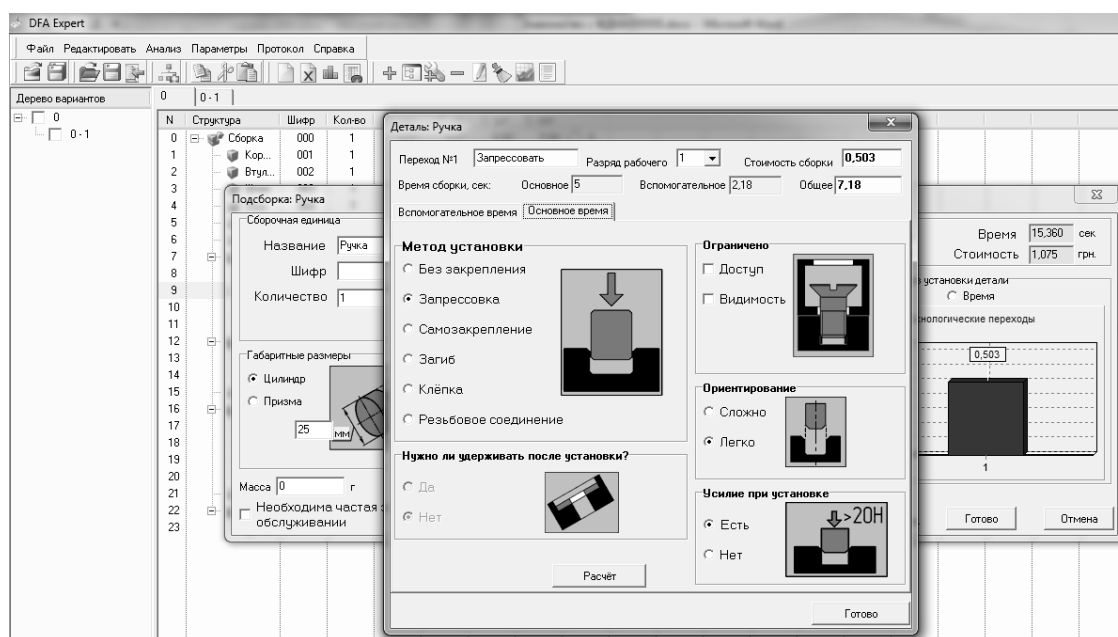 DFA Expert
Файл Редактировать Анализ Параметры Протокол Справка
Дерево вариантов
0
0 - 1
0
0 - 1
N Структура Шифр Кол-во
0 Сборка 000 1
1 Кор... 001 1
2 Втул... 002 1
3
4
5
6
7
8
9
10
11
12
13
14
15
16
17
18
19
20
21
22
23
Подсборка: Ручка
Сборочная единица
Название Ручка
Шифр
Количество 1
Габаритные размеры
Цилиндр
Призма
25 мм
Масса 0 г
Необходима частая
обслуживании
Деталь: Ручка
Переход №1 Запрессовать Разряд рабочего 1 Стоимость сборки 0,503
Время сборки, сек: Основное 5 Вспомогательное 2,18 Общее 7,18
Вспомогательное время Основное время
Метод установки
Без закрепления
Запрессовка
Самозакрепление
Загиб
Клёпка
Резьбовое соединение
Нужно ли удерживать после установки?
Да
Нет
Расчёт
Ограничено
Доступ
Видимость
Ориентирование
Сложно
Легко
Усилие при установке
Есть
Нет
>20Н
Готово
Время 15,360 сек
Стоимость 1,075 грн.
установки детали
Время
нологические переходы
0,503
1
Готово Отмена